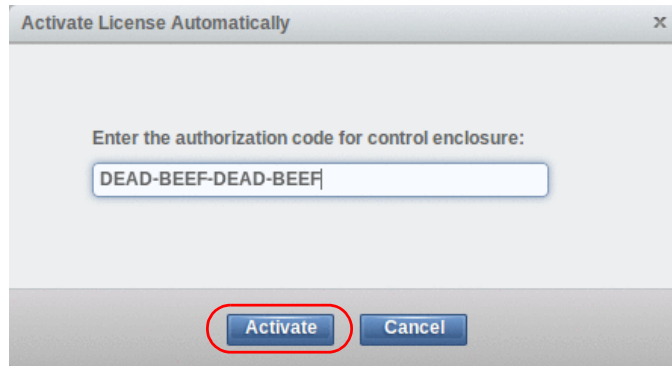 Activate License Automatically x
Enter the authorization code for control enclosure:
DEAD-BEEF-DEAD-BEEF
Activate Cancel